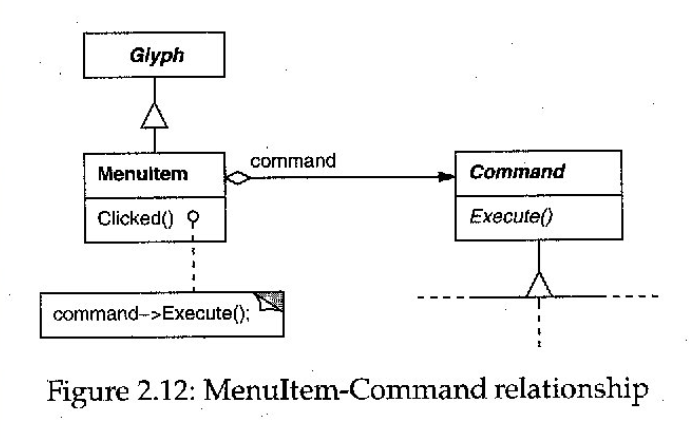 Glyph
MenuItem
command
Command
Clicked()
Execute()
command->Execute();
Figure 2.12: MenuItem-Command relationship